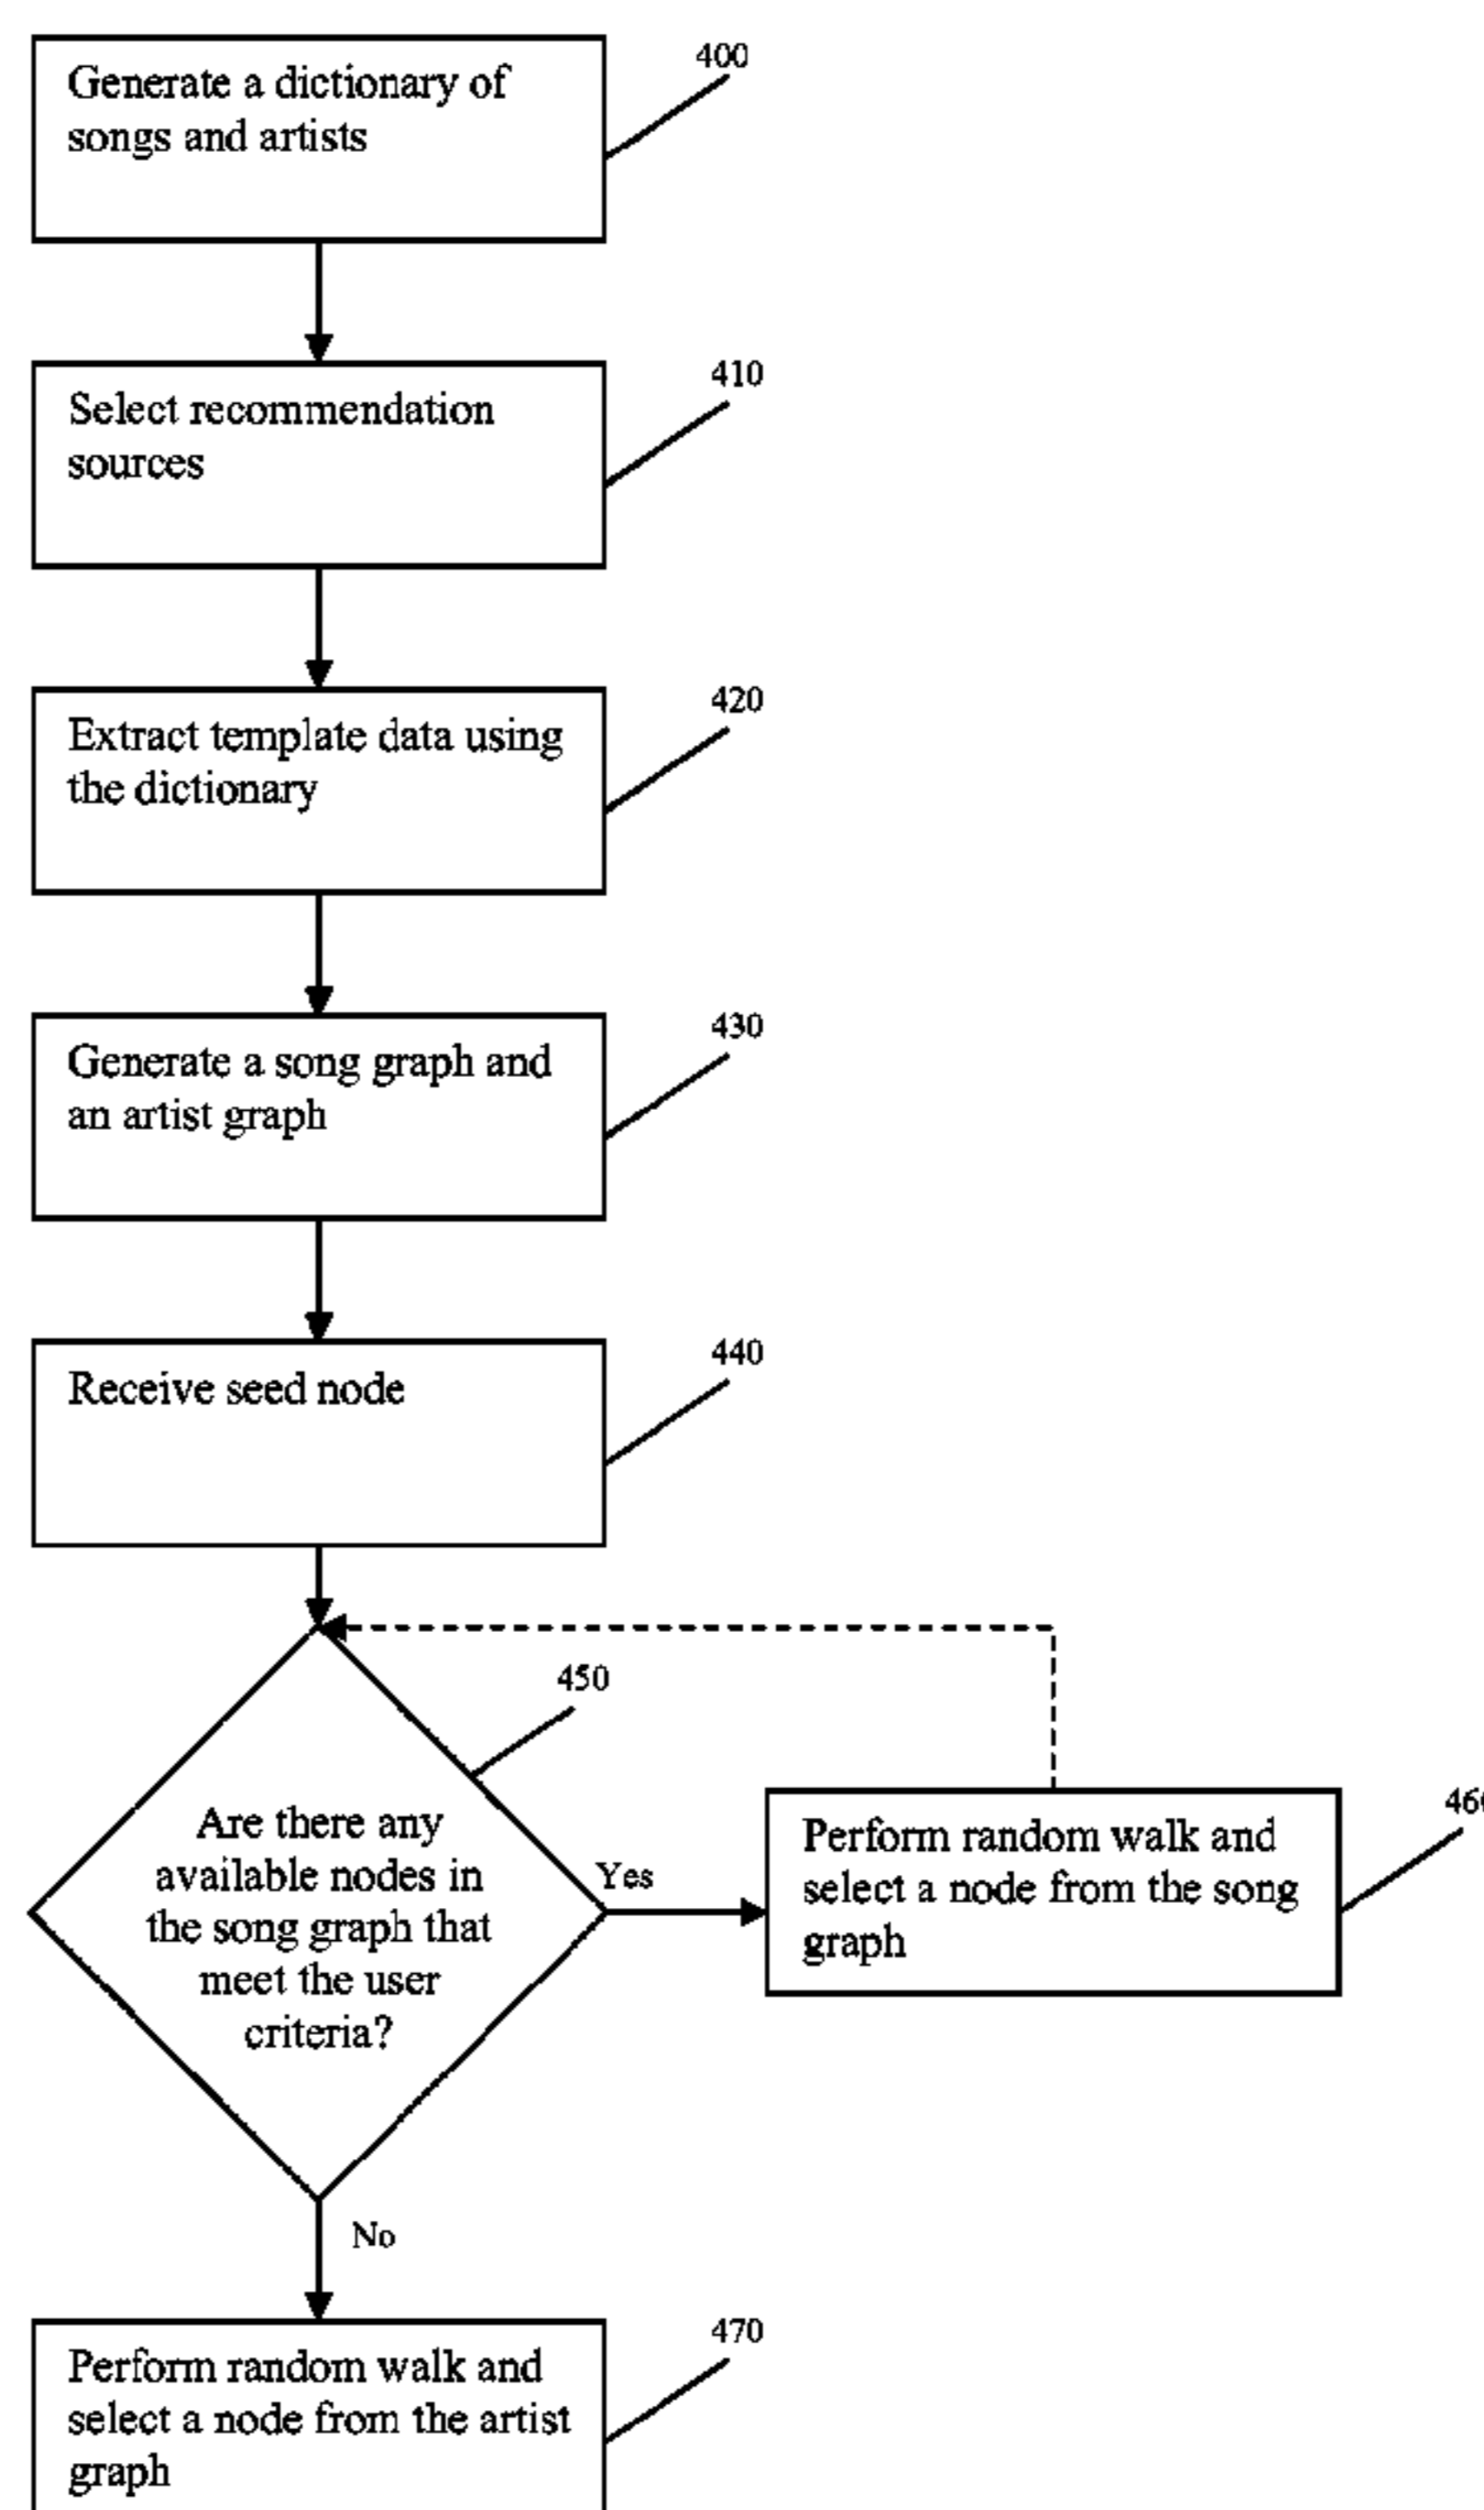 400
Generate a dictionary of
songs and artists
410
Select recommendation
sources
420
Extract template data using
the dictionary
430
Generate a song graph and
an artist graph
440
Receive seed node
450
Are there any
available nodes in
the song graph that
meet the user
criteria?
Yes
460
Perform random walk and
select a node from the song
graph
No
470
Perform random walk and
select a node from the artist
graph